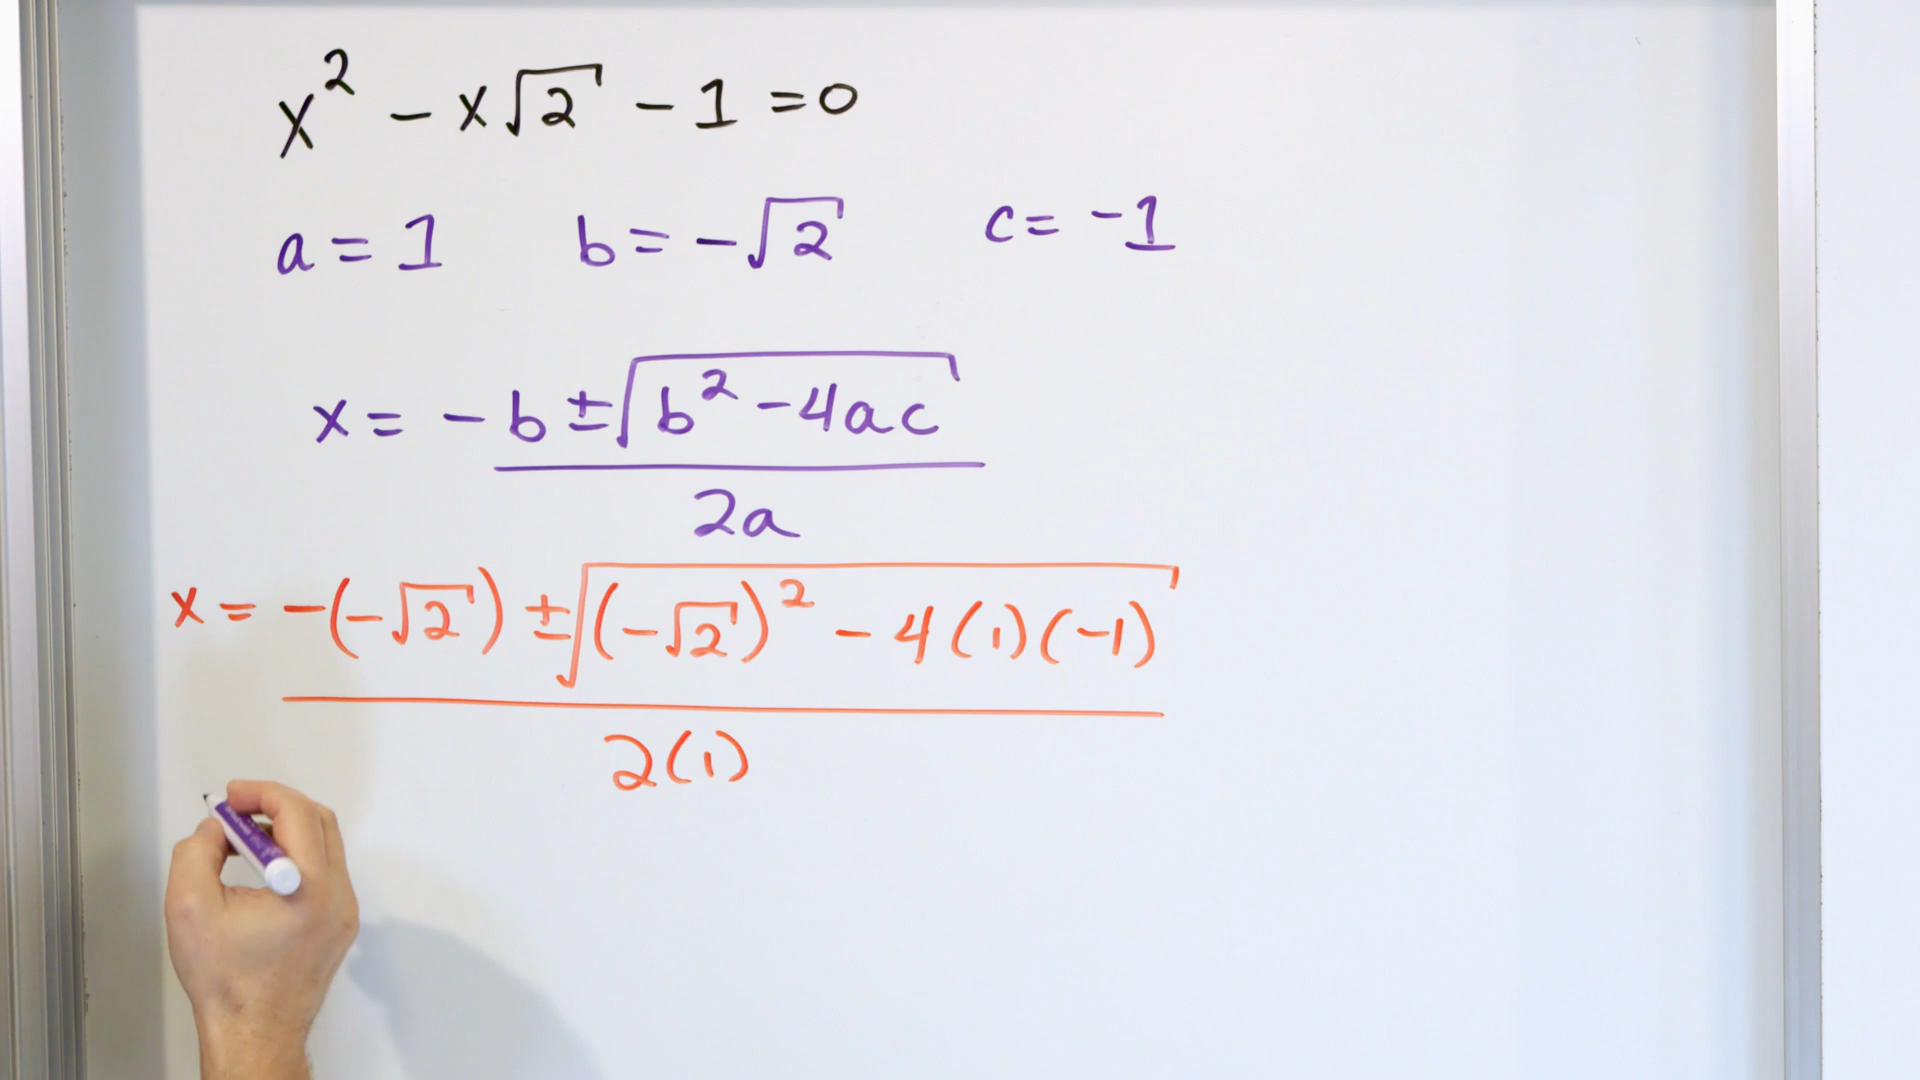 x² - x√2 - 1 = 0
a = 1 b = -√2 c = -1
x = -b ± √(b² - 4ac)
2a
x = -(-√2) ± √((-√2)² - 4(1)(-1))
2(1)